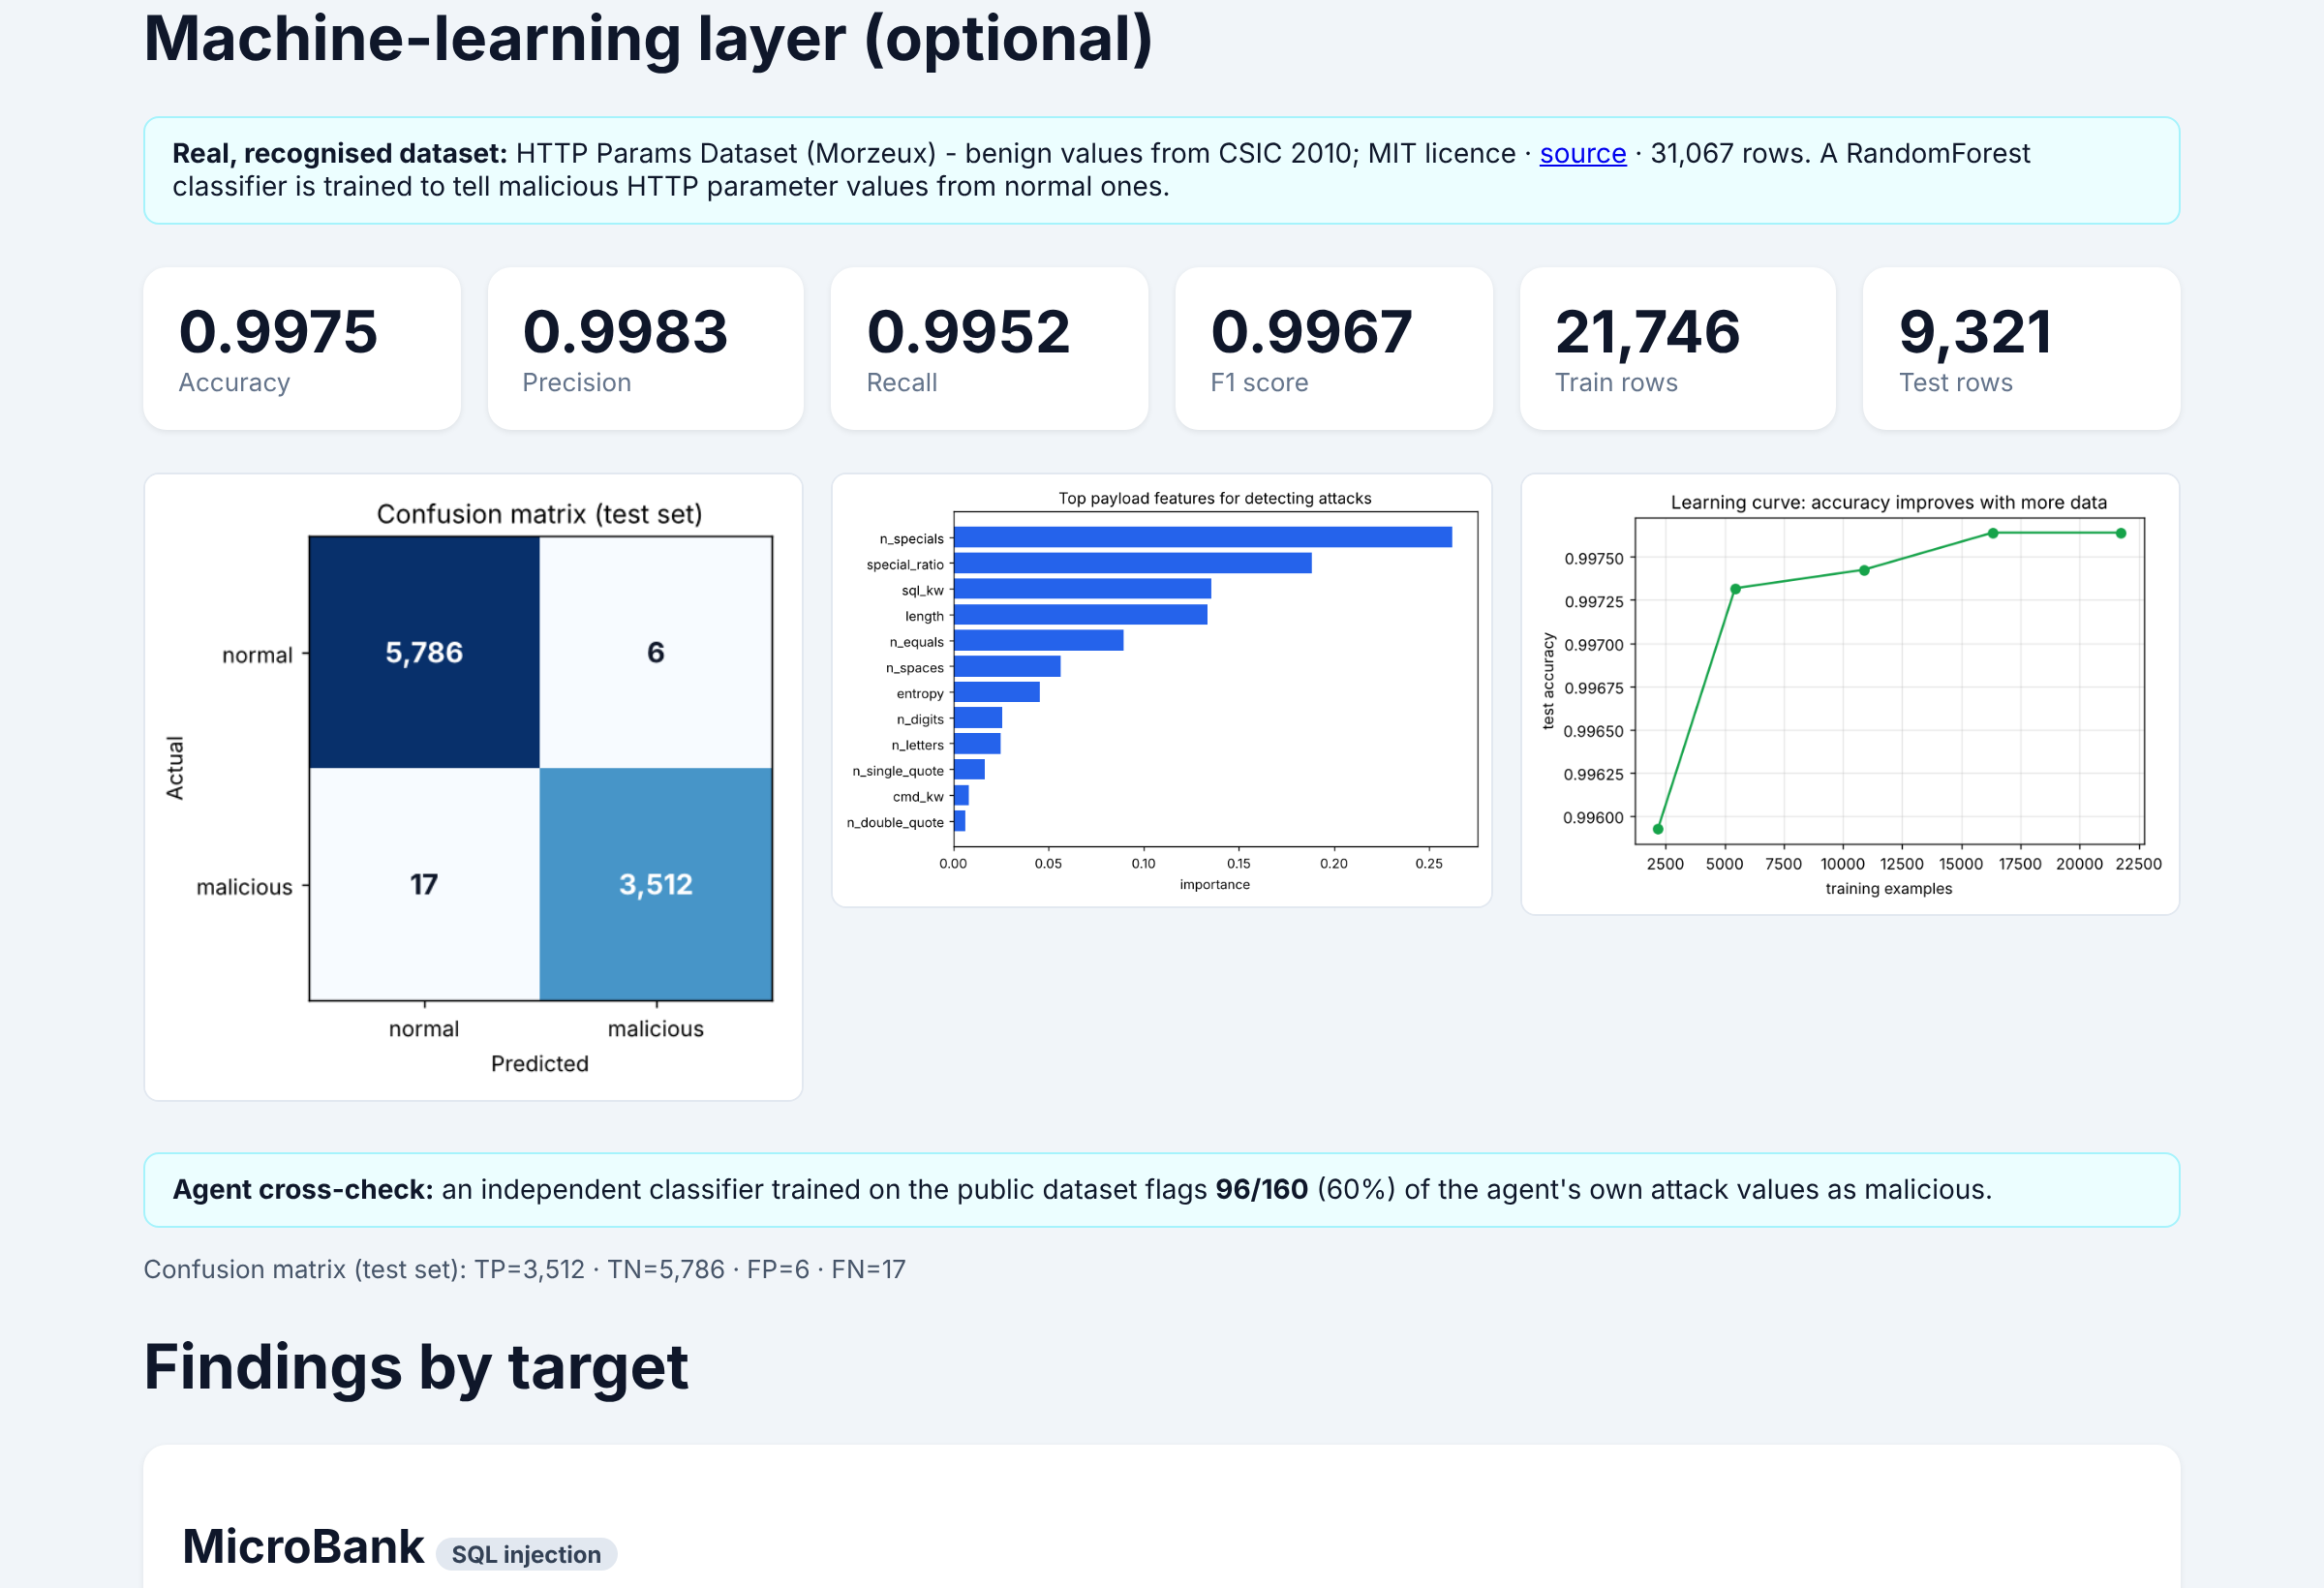 Machine-learning layer (optional)
Real, recognised dataset: HTTP Params Dataset (Morzeux) - benign values from CSIC 2010; MIT licence · source · 31,067 rows. A RandomForest
classifier is trained to tell malicious HTTP parameter values from normal ones.
0.9975
Accuracy
0.9983
Precision
0.9952
Recall
0.9967
F1 score
21,746
Train rows
9,321
Test rows
Confusion matrix (test set)
Actual
normal
5,786
6
malicious
17
3,512
normal
malicious
Predicted
Top payload features for detecting attacks
n_specials
special_ratio
sql_kw
length
n_equals
n_spaces
entropy
n_digits
n_letters
n_single_quote
cmd_kw
n_double_quote
0.00 0.05 0.10 0.15 0.20 0.25
importance
Learning curve: accuracy improves with more data
test accuracy
0.99750
0.99725
0.99700
0.99675
0.99650
0.99625
0.99600
2500 5000 7500 10000 12500 15000 17500 20000 22500
training examples
Agent cross-check: an independent classifier trained on the public dataset flags 96/160 (60%) of the agent's own attack values as malicious.
Confusion matrix (test set): TP=3,512 · TN=5,786 · FP=6 · FN=17
Findings by target
MicroBank SQL injection